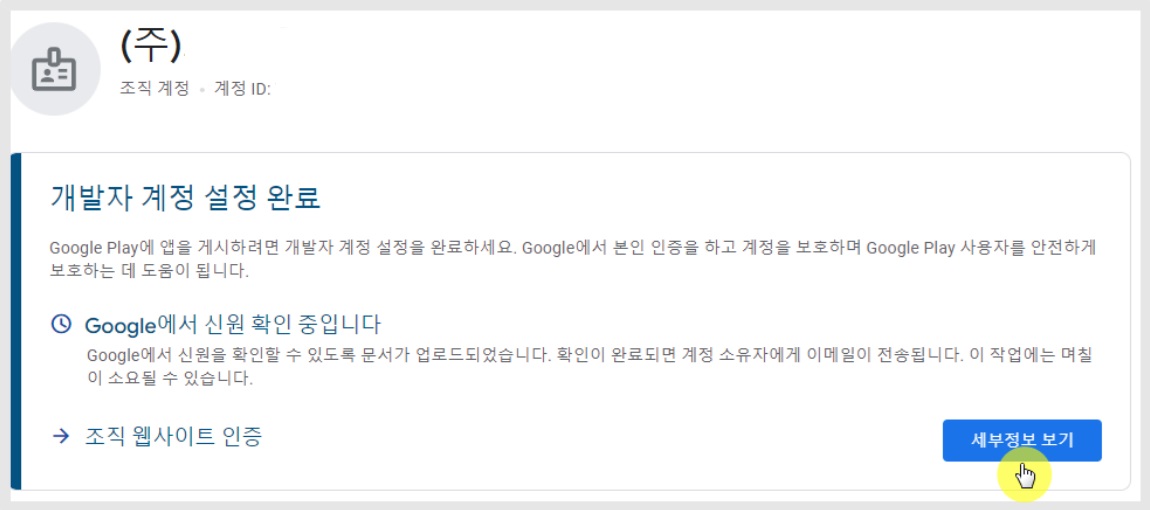 (주)
조직 계정 • 계정 ID:
개발자 계정 설정 완료
Google Play에 앱을 게시하려면 개발자 계정 설정을 완료하세요. Google에서 본인 인증을 하고 계정을 보호하며 Google Play 사용자를 안전하게
보호하는 데 도움이 됩니다.
Google에서 신원 확인 중입니다
Google에서 신원을 확인할 수 있도록 문서가 업로드되었습니다. 확인이 완료되면 계정 소유자에게 이메일이 전송됩니다. 이 작업에는 며칠
이 소요될 수 있습니다.
조직 웹사이트 인증
세부정보 보기